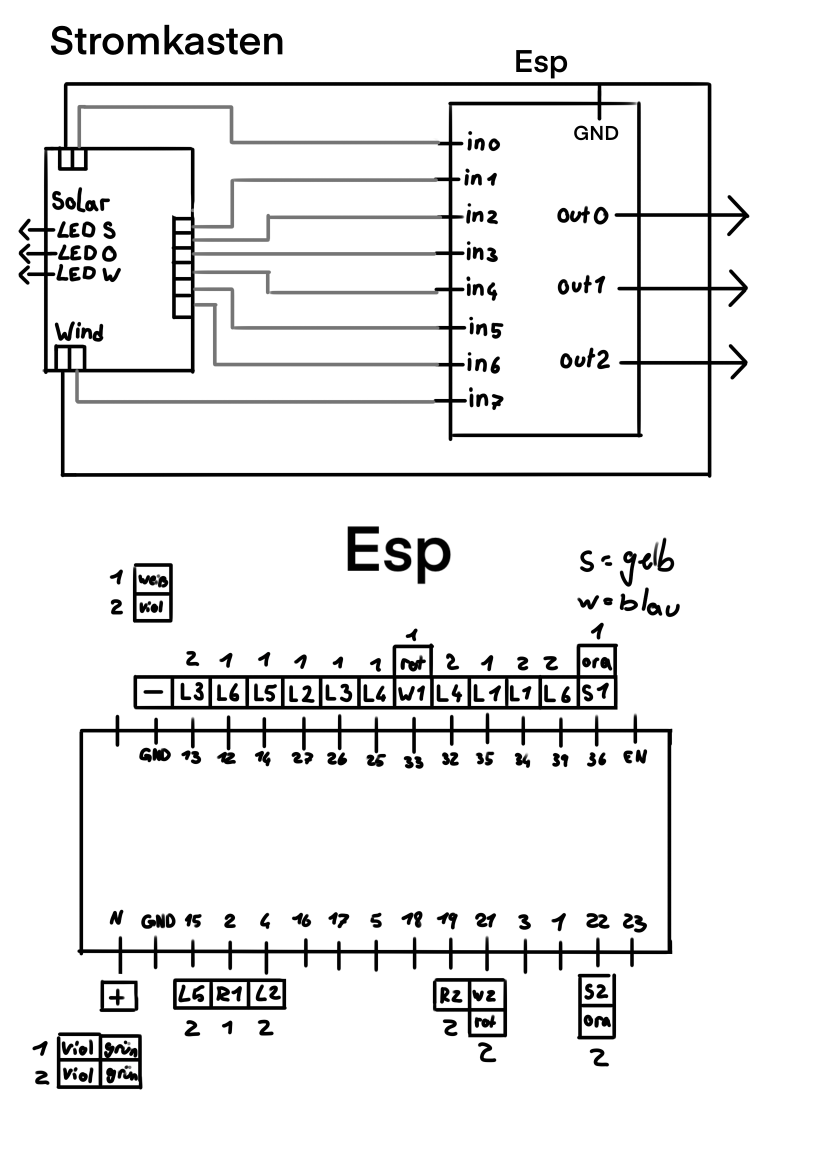 Stromkasten
Esp
GND
in0
in1
in2
in3
in4
in5
in6
in7
out0
out1
out2
Solar
LED S
LED O
LED W
Wind
Esp
S = gelb
w = blau
1 weiß
2 viol
1 1
2 1 1 1 1 1 rot 2 1 2 2 ora
— L3 L6 L5 L2 L3 L4 W1 L4 L1 L1 L6 S1
GND 13 12 14 27 26 25 33 32 35 34 39 36 EN
N GND 15 2 4 16 17 5 18 19 21 3 1 22 23
+ L5 R1 L2 R2 W2 S2
2 1 2 2 rot Ora
2 2
1 Viol grün
2 Viol grün